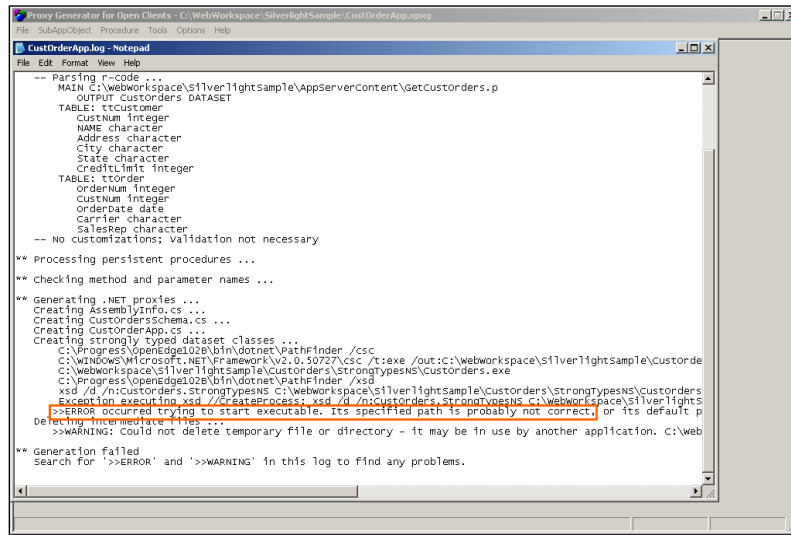 Proxy Generator for Open Clients - C:\WebWorkspace\SilverlightSample\CustOrderApp.xpxg
File SubAppObject Procedure Tools Options Help
CustOrderApp.log - Notepad
File Edit Format View Help
-- Parsing r-code ...
MAIN C:\WebWorkspace\SilverlightSample\AppServerContent\GetCustOrders.p
OUTPUT CustOrders DATASET
TABLE: ttCustomer
CustNum integer
NAME character
Address character
City character
State character
CreditLimit integer
TABLE: ttOrder
OrderNum integer
CustNum integer
OrderDate date
Carrier character
SalesRep character
-- No customizations; Validation not necessary
** Processing persistent procedures ...
** Checking method and parameter names ...
** Generating .NET proxies ...
Creating AssemblyInfo.cs ...
Creating CustOrdersSchema.cs ...
Creating CustOrderApp.cs ...
Creating strongly typed dataset classes ...
C:\Progress\OpenEdge102B\bin\dotnet\PathFinder /csc
C:\WINDOWS\Microsoft.NET\Framework\v2.0.50727\csc /t:exe /out:C:\WebWorkspace\SilverlightSample\CustOrde
C:\WebWorkspace\SilverlightSample\CustOrders\StrongTypesNS\CustOrders.exe
C:\Progress\OpenEdge102B\bin\dotnet\PathFinder /xsd
xsd /d /n:CustOrders.StrongTypesNS C:\WebWorkspace\SilverlightSample\CustOrders\StrongTypesNS\CustOrders
Exception executing xsd //CreateProcess: xsd /d /n:CustOrders.StrongTypesNS C:\WebWorkspace\SilverlightS
>>ERROR occurred trying to start executable. Its specified path is probably not correct, or its default p
Deleting intermediate files ...
>>WARNING: Could not delete temporary file or directory - it may be in use by another application. C:\Web
** Generation failed
Search for '>>ERROR' and '>>WARNING' in this log to find any problems.